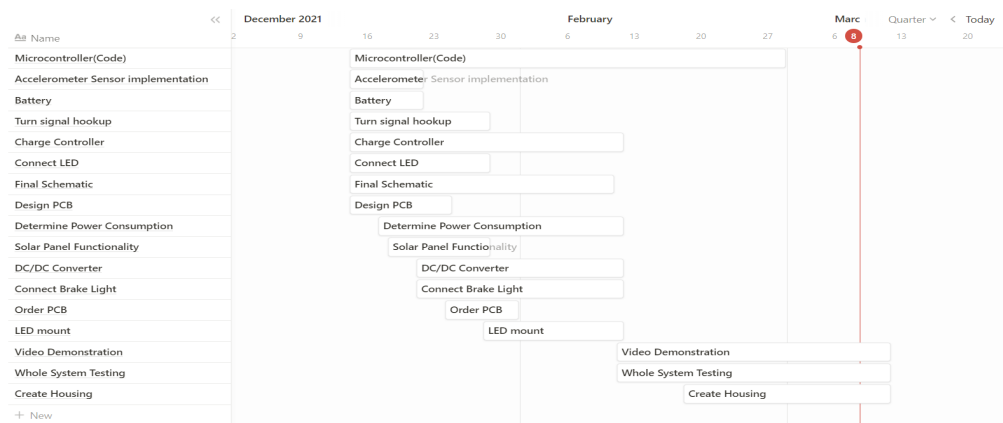 December 2021 February Marc Quarter Today
Aa Name 2 9 16 23 30 6 13 20 27 6 8 13 20
Microcontroller(Code) Microcontroller(Code)
Accelerometer Sensor implementation Accelerometer Sensor implementation
Battery Battery
Turn signal hookup Turn signal hookup
Charge Controller Charge Controller
Connect LED Connect LED
Final Schematic Final Schematic
Design PCB Design PCB
Determine Power Consumption Determine Power Consumption
Solar Panel Functionality Solar Panel Functionality
DC/DC Converter DC/DC Converter
Connect Brake Light Connect Brake Light
Order PCB Order PCB
LED mount LED mount
Video Demonstration Video Demonstration
Whole System Testing Whole System Testing
Create Housing Create Housing
+ New